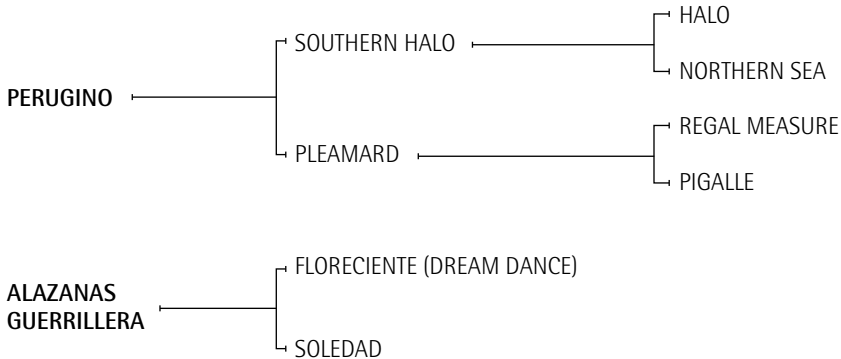 HALO
SOUTHERN HALO
NORTHERN SEA
PERUGINO
REGAL MEASURE
PLEAMARD
PIGALLE
FLORECIENTE (DREAM DANCE)
ALAZANAS
GUERRILLERA
SOLEDAD